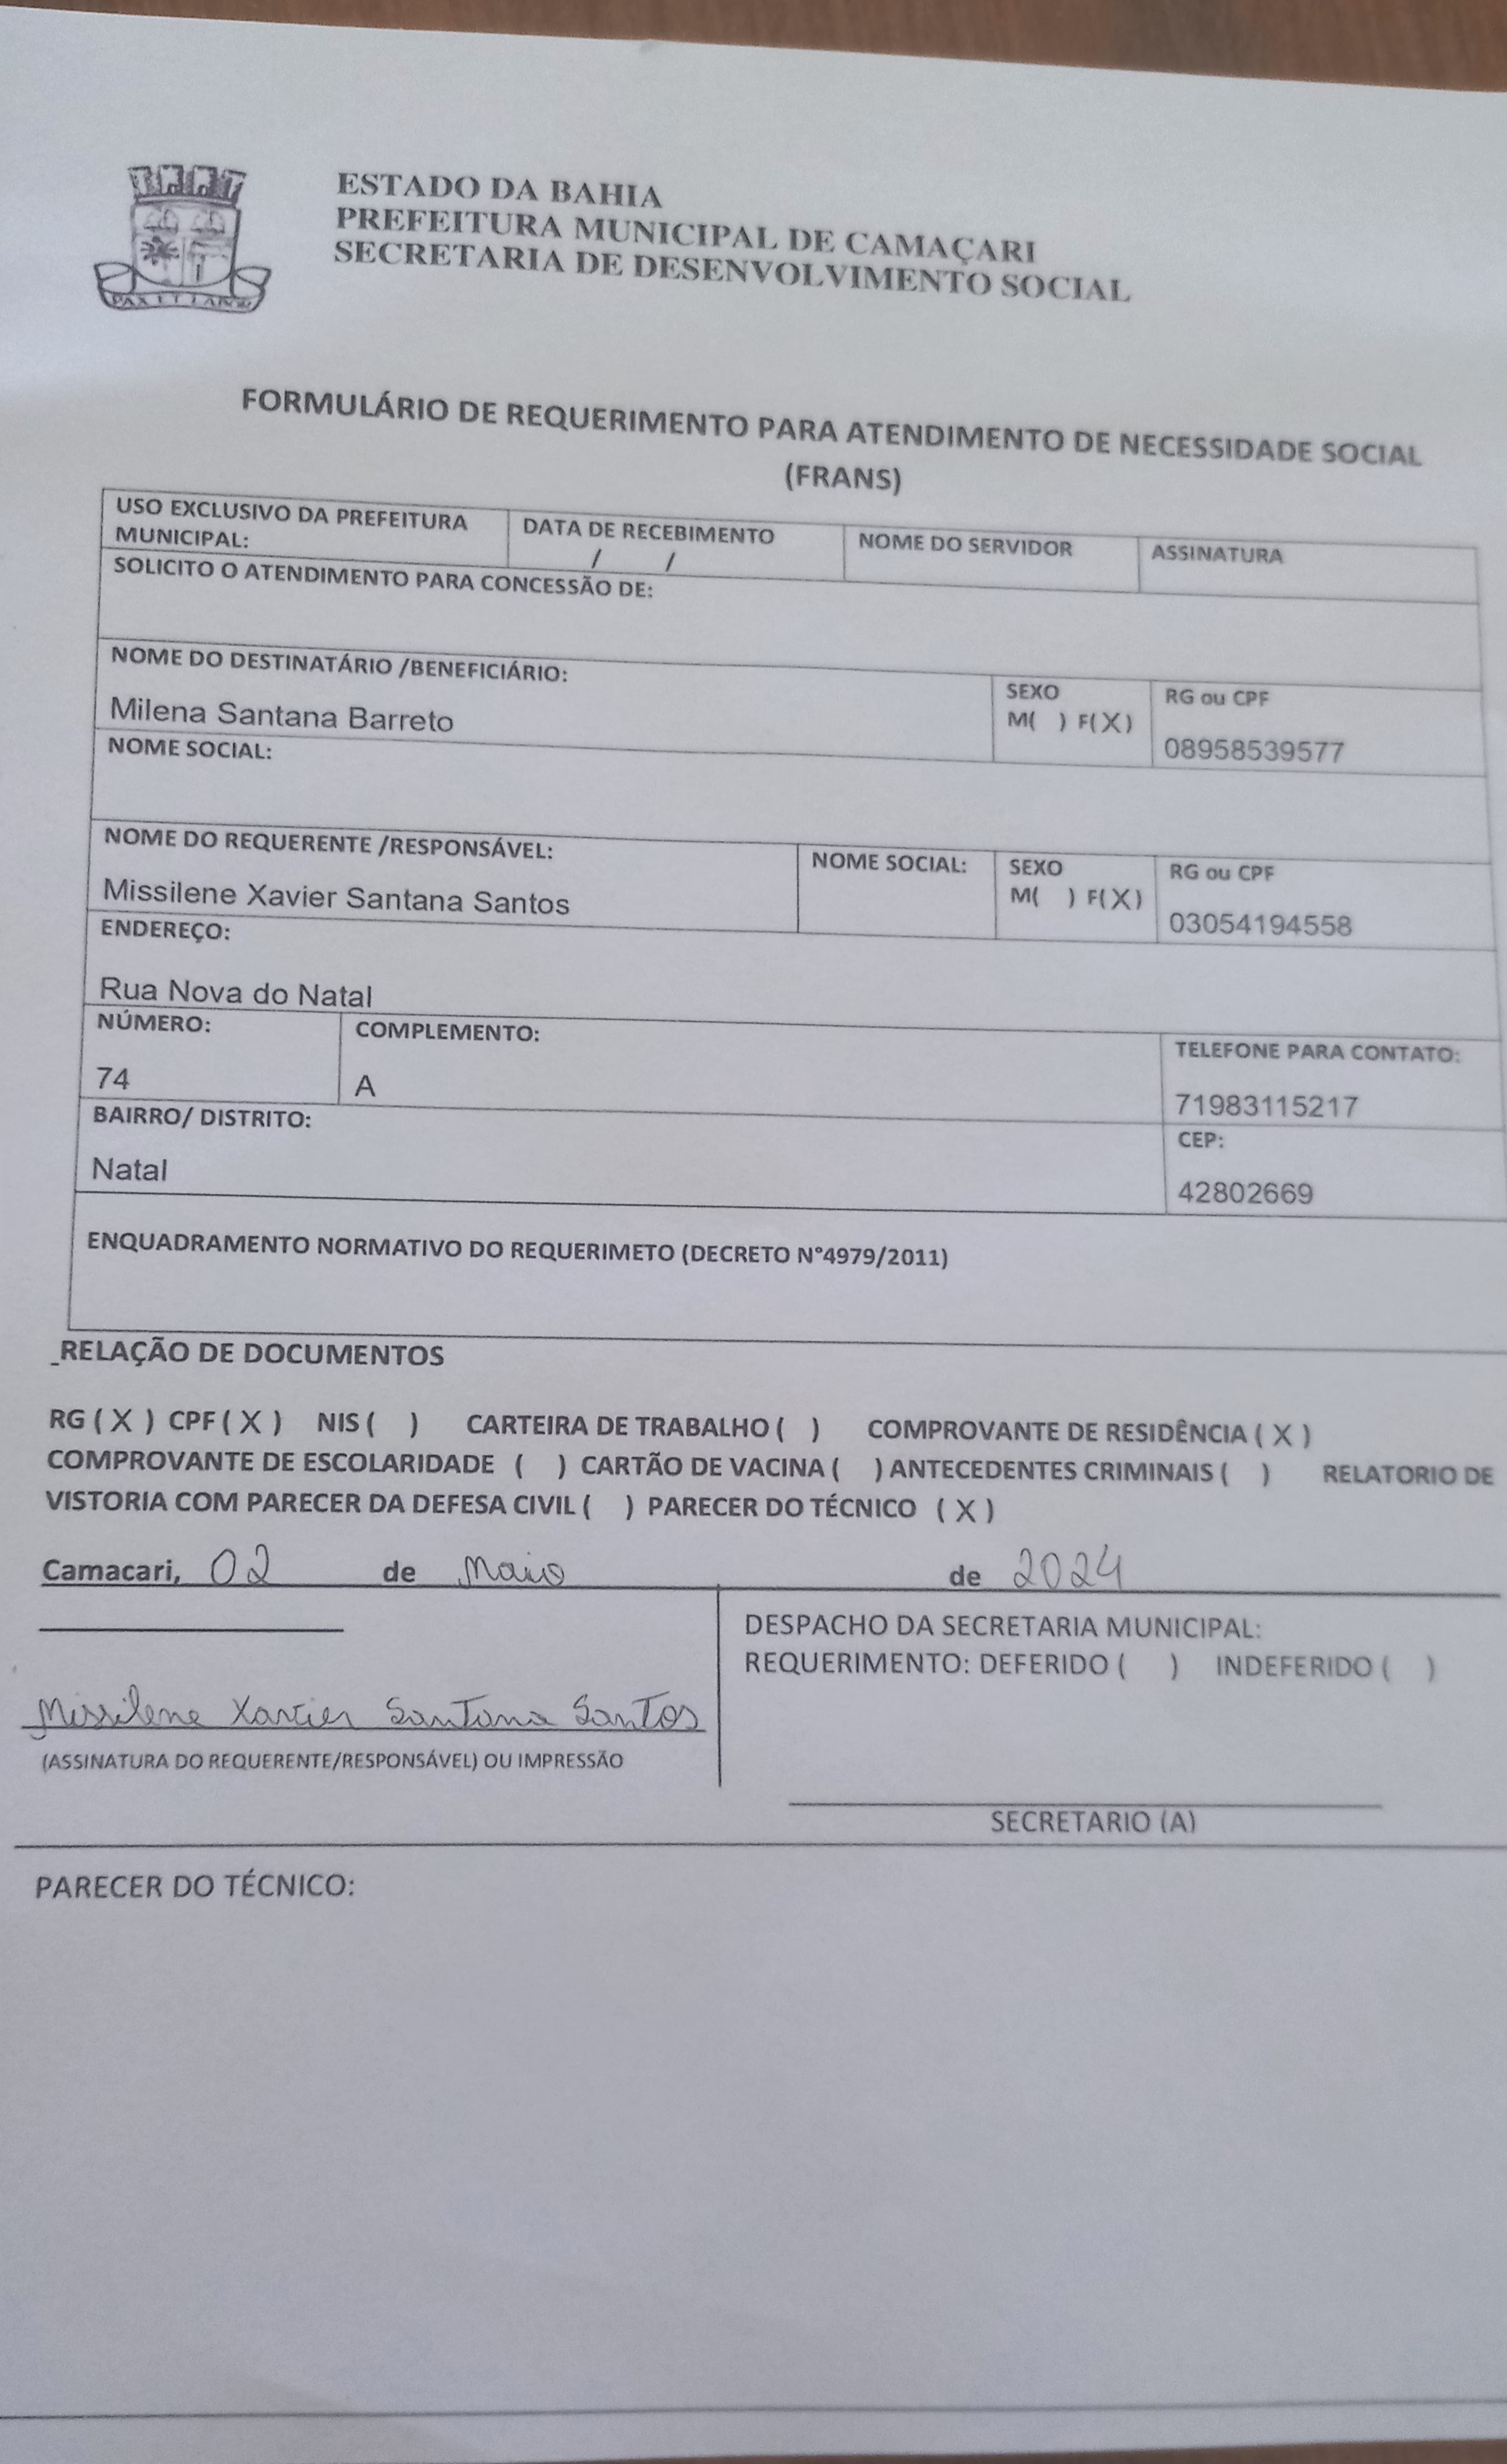 PAX ET LABOR
ESTADO DA BAHIA
PREFEITURA MUNICIPAL DE CAMAÇARI
SECRETARIA DE DESENVOLVIMENTO SOCIAL
FORMULÁRIO DE REQUERIMENTO PARA ATENDIMENTO DE NECESSIDADE SOCIAL
(FRANS)
USO EXCLUSIVO DA PREFEITURA MUNICIPAL: DATA DE RECEBIMENTO / / NOME DO SERVIDOR ASSINATURA
SOLICITO O ATENDIMENTO PARA CONCESSÃO DE:
NOME DO DESTINATÁRIO /BENEFICIÁRIO: SEXO RG ou CPF
Milena Santana Barreto M( ) F(X) 08958539577
NOME SOCIAL:
NOME DO REQUERENTE /RESPONSÁVEL: NOME SOCIAL: SEXO RG ou CPF
Missilene Xavier Santana Santos M( ) F(X) 03054194558
ENDEREÇO:
Rua Nova do Natal
NÚMERO: COMPLEMENTO: TELEFONE PARA CONTATO:
74 A 71983115217
BAIRRO/ DISTRITO: CEP:
Natal 42802669
ENQUADRAMENTO NORMATIVO DO REQUERIMETO (DECRETO N°4979/2011)
_RELAÇÃO DE DOCUMENTOS
RG ( X ) CPF ( X ) NIS ( ) CARTEIRA DE TRABALHO ( ) COMPROVANTE DE RESIDÊNCIA ( X )
COMPROVANTE DE ESCOLARIDADE ( ) CARTÃO DE VACINA ( ) ANTECEDENTES CRIMINAIS ( ) RELATORIO DE
VISTORIA COM PARECER DA DEFESA CIVIL ( ) PARECER DO TÉCNICO ( X )
Camacari, 02 de Maio de 2024
DESPACHO DA SECRETARIA MUNICIPAL:
REQUERIMENTO: DEFERIDO ( ) INDEFERIDO ( )
Missilene Xavier Santana Santos
(ASSINATURA DO REQUERENTE/RESPONSÁVEL) OU IMPRESSÃO
SECRETARIO (A)
PARECER DO TÉCNICO: